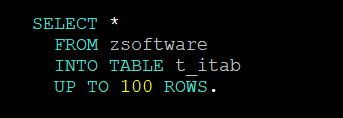 SELECT *
FROM zsoftware
INTO TABLE t_itab
UP TO 100 ROWS.